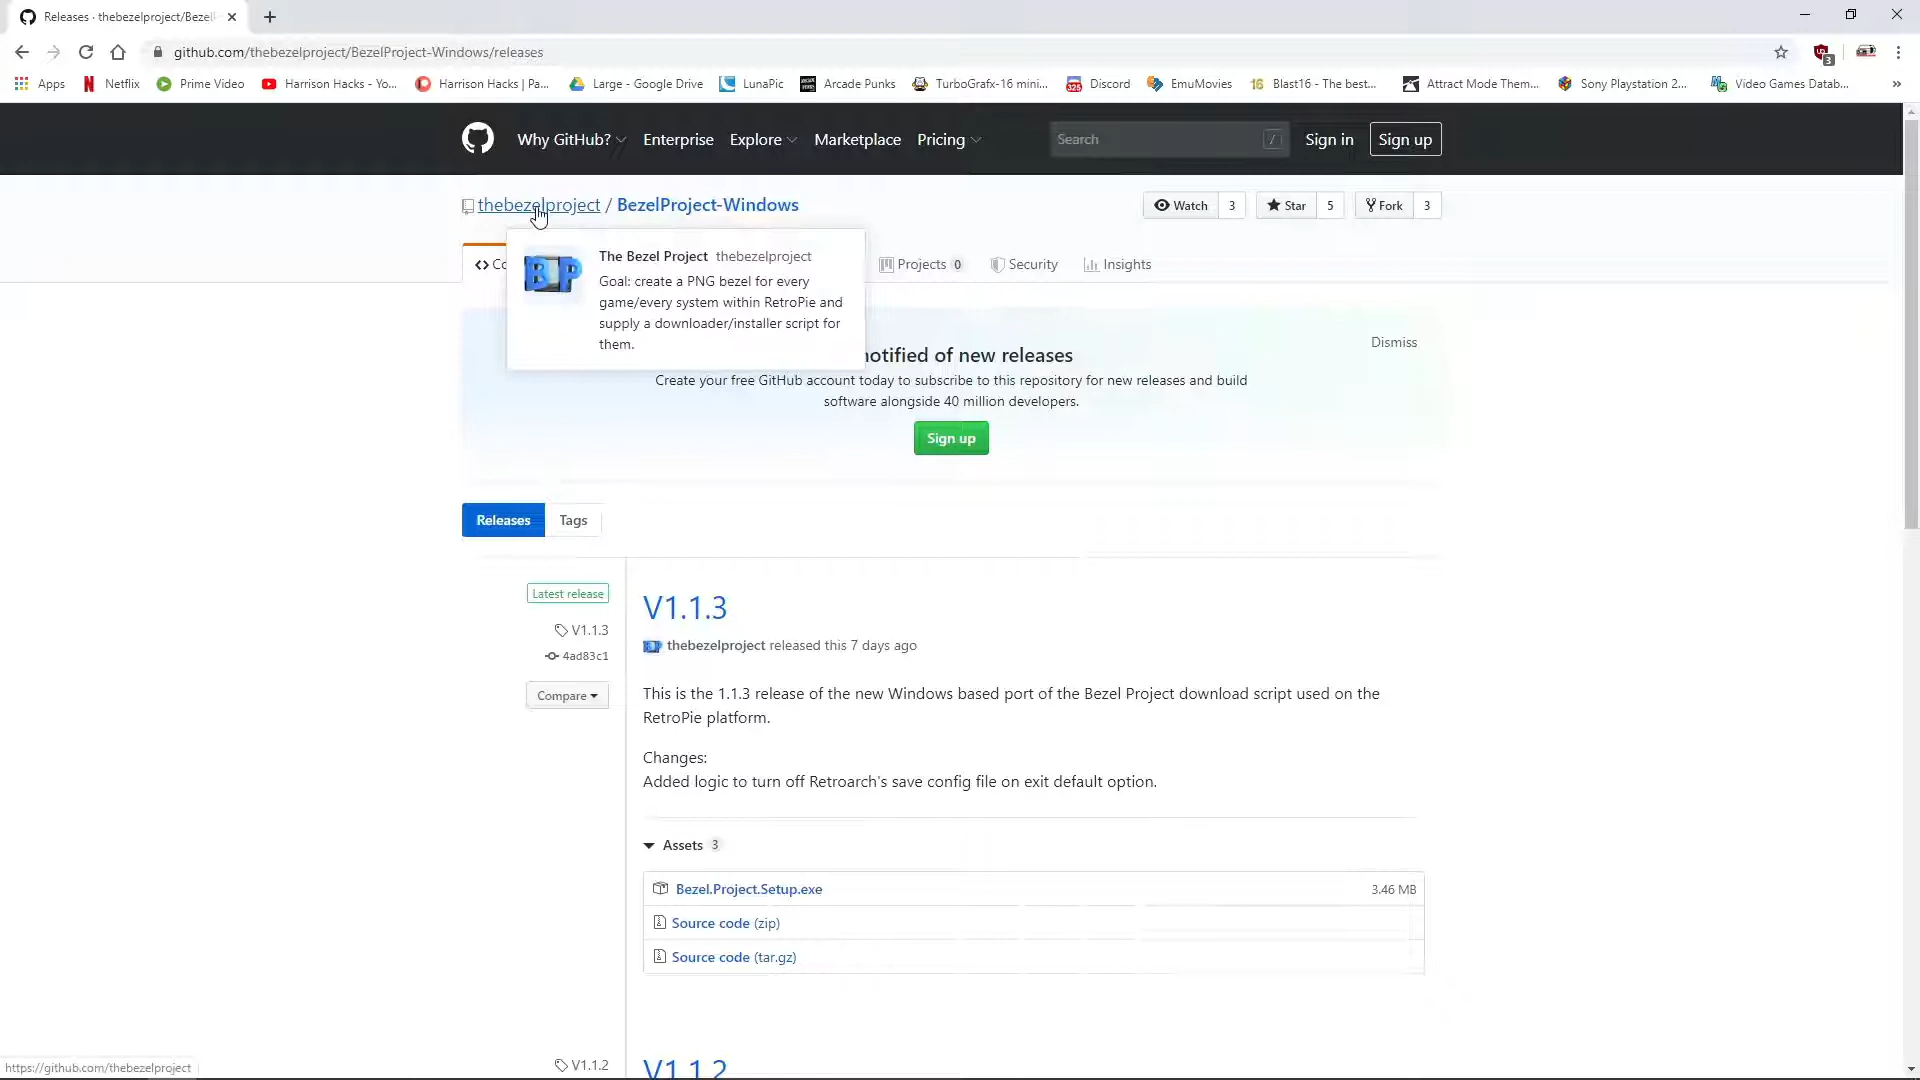 Releases · thebezelproject/Bezel
github.com/thebezelproject/BezelProject-Windows/releases
3
Apps
Netflix
Prime Video
Harrison Hacks - Yo...
Harrison Hacks | Pa...
Large - Google Drive
LunaPic
Arcade Punks
TurboGrafx-16 mini...
325
Discord
EmuMovies
16
Blast16 - The best...
Attract Mode Them...
Sony Playstation 2...
Video Games Datab...
»
Why GitHub?
Enterprise
Explore
Marketplace
Pricing
Search
/
Sign in
Sign up
thebezelproject / BezelProject-Windows
Watch 3
Star 5
Fork 3
<> Co
Projects 0
Security
Insights
BP
The Bezel Project thebezelproject
Goal: create a PNG bezel for every
game/every system within RetroPie and
supply a downloader/installer script for
them.
notified of new releases
Dismiss
Create your free GitHub account today to subscribe to this repository for new releases and build
software alongside 40 million developers.
Sign up
Releases
Tags
Latest release
V1.1.3
4ad83c1
Compare
V1.1.3
thebezelproject released this 7 days ago
This is the 1.1.3 release of the new Windows based port of the Bezel Project download script used on the
RetroPie platform.
Changes:
Added logic to turn off Retroarch's save config file on exit default option.
Assets 3
Bezel.Project.Setup.exe 3.46 MB
Source code (zip)
Source code (tar.gz)
V1.1.2
V1.1.2
https://github.com/thebezelproject